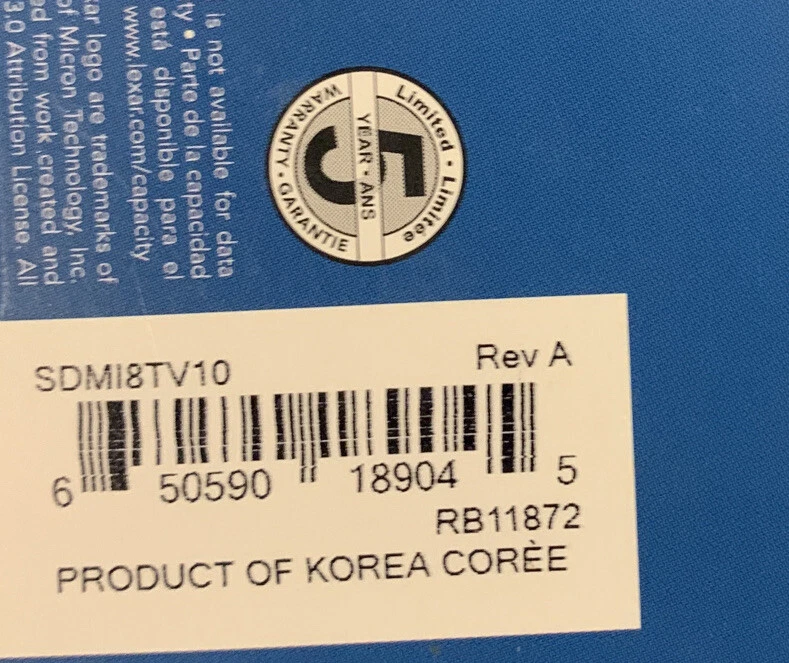 is not available for data
ty • Parte de la capacidad
está disponible para el
www.lexar.com/capacity
ar logo are trademarks of
of Micron Technology, Inc.
ed from work created and
3.0 Attribution License. All
Limited • Limitée
5
YEAR • ANS
WARRANTY • GARANTIE
SDMI8TV10
Rev A
6 50590 18904 5
RB11872
PRODUCT OF KOREA CORÈE